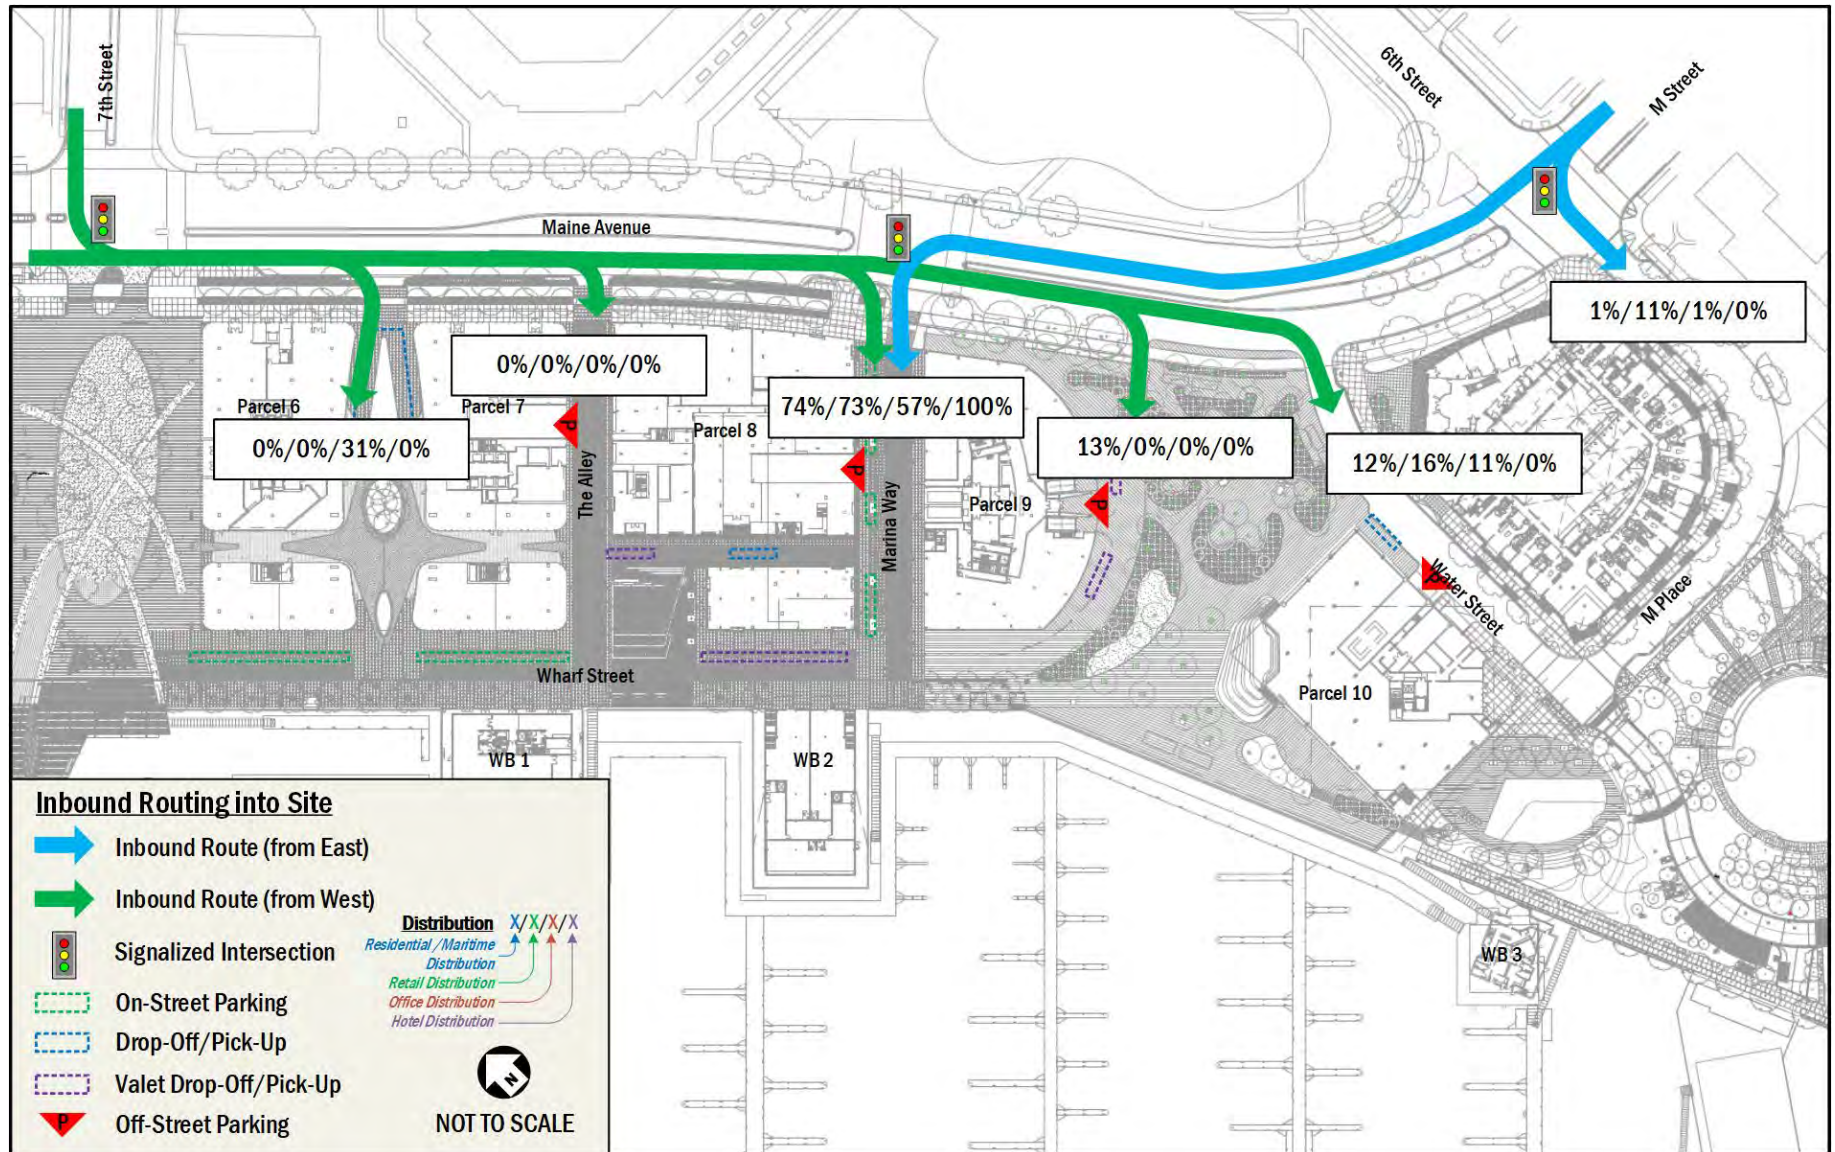 7th Street
6th Street
M Street
Maine Avenue
1%/11%/1%/0%
0%/0%/0%/0%
74%/73%/57%/100%
Parcel 6
Parcel 7
Parcel 8
0%/0%/31%/0%
13%/0%/0%/0%
12%/16%/11%/0%
P
The Alley
P
Marina Way
Parcel 9
P
P
Water Street
M Place
Wharf Street
Parcel 10
WB 1
WB 2
WB 3
Inbound Routing into Site
Inbound Route (from East)
Inbound Route (from West)
Signalized Intersection
On-Street Parking
Drop-Off/Pick-Up
Valet Drop-Off/Pick-Up
P
Off-Street Parking
Distribution X/X/X/X
Residential /Maritime
Distribution
Retail Distribution
Office Distribution
Hotel Distribution
N
NOT TO SCALE